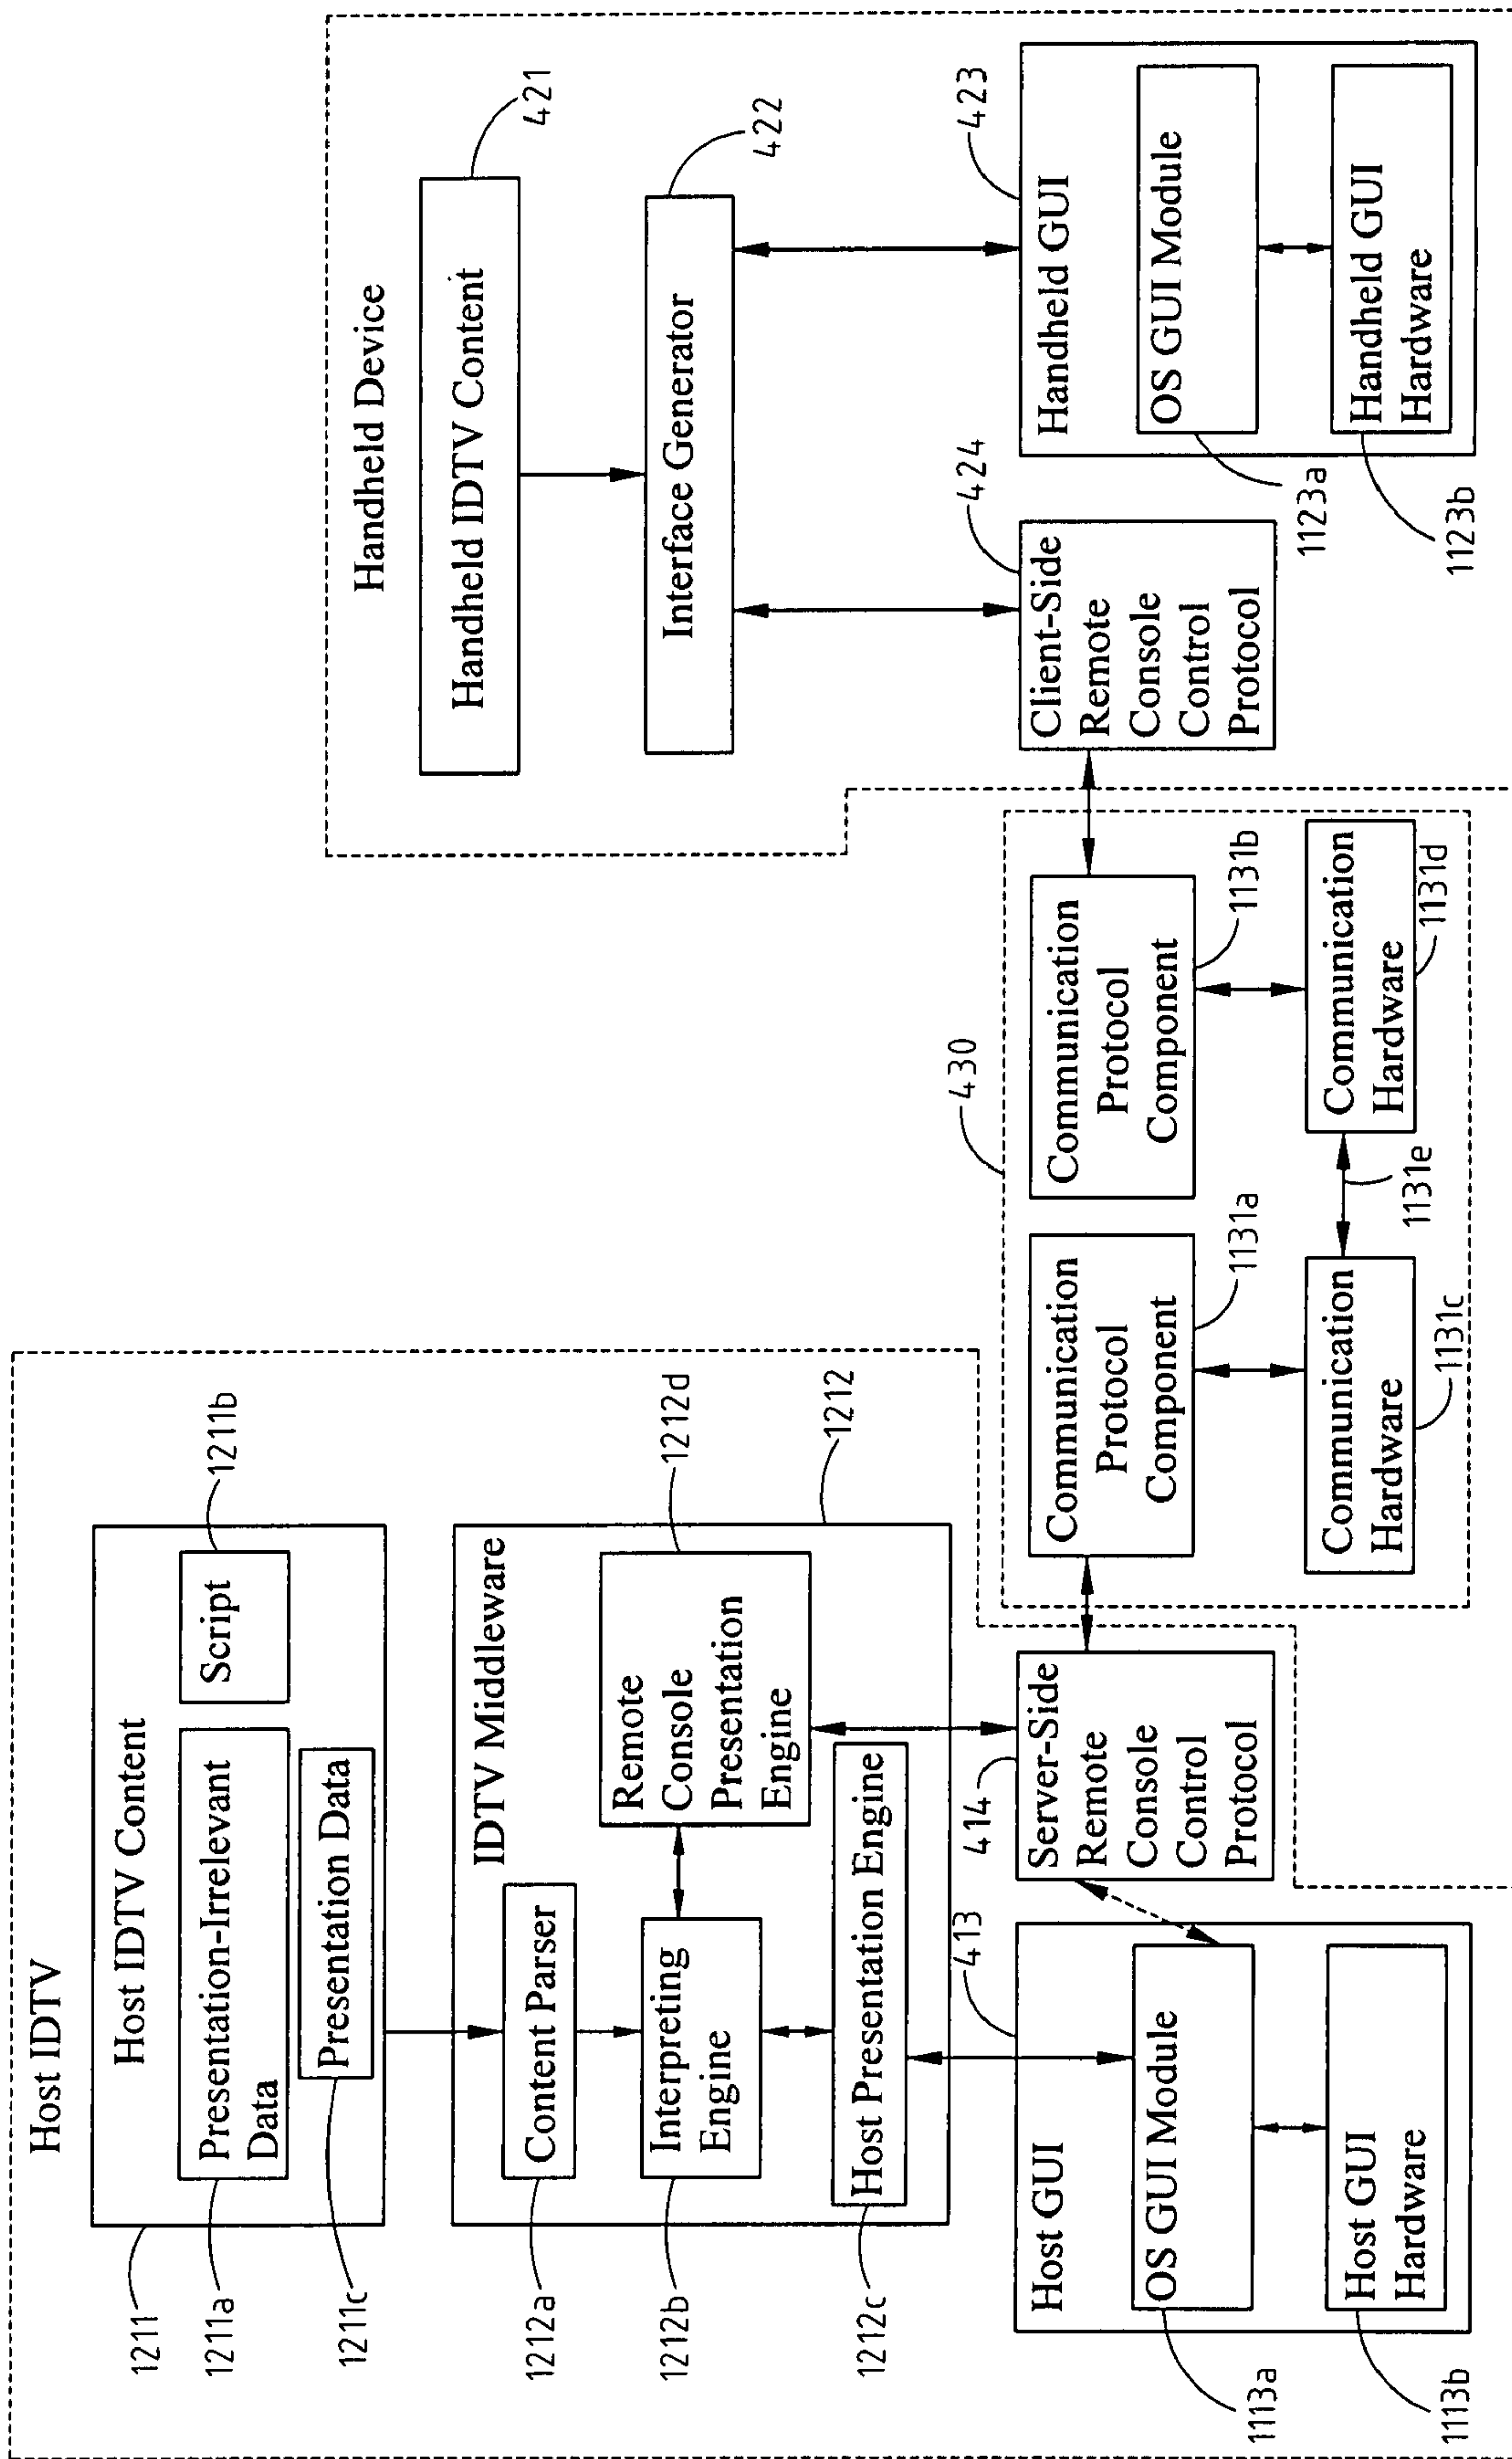 Host IDTV
1211
Host IDTV Content
1211a
Presentation-Irrelevant
Data
Script
1211b
1211c
Presentation Data
IDTV Middleware
1212
1212a
Content Parser
1212b
Interpreting
Engine
Remote
Console
Presentation
Engine
1212d
1212c
Host Presentation Engine
Host GUI
413
1113a
OS GUI Module
1113b
Host GUI
Hardware
414
Server-Side
Remote
Console
Control
Protocol
430
Communication
Protocol
Component
1131a
Communication
Protocol
Component
1131b
Communication
Hardware
1131c
1131e
Communication
Hardware
1131d
Handheld Device
Handheld IDTV Content
421
Interface Generator
422
Client-Side
Remote
Console
Control
Protocol
424
Handheld GUI
423
OS GUI Module
1123a
Handheld GUI
Hardware
1123b